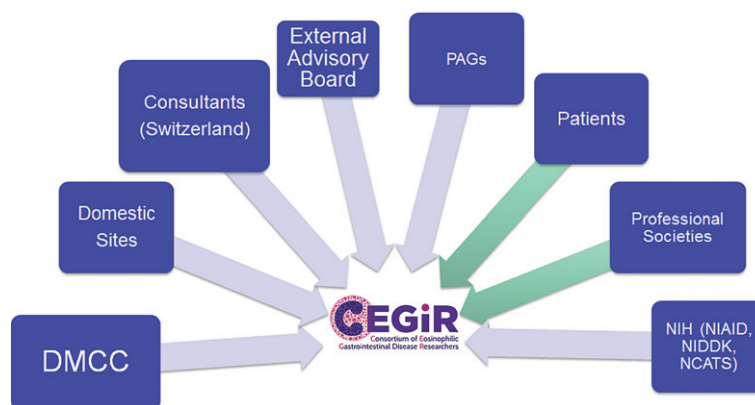 External
Advisory
Board
PAGs
Consultants
(Switzerland)
Patients
Domestic
Sites
Professional
Societies
CEGiR
Consortium of Eosinophilic
Gastrointestinal Disease Researchers
DMCC
NIH (NIAID,
NIDDK,
NCATS)